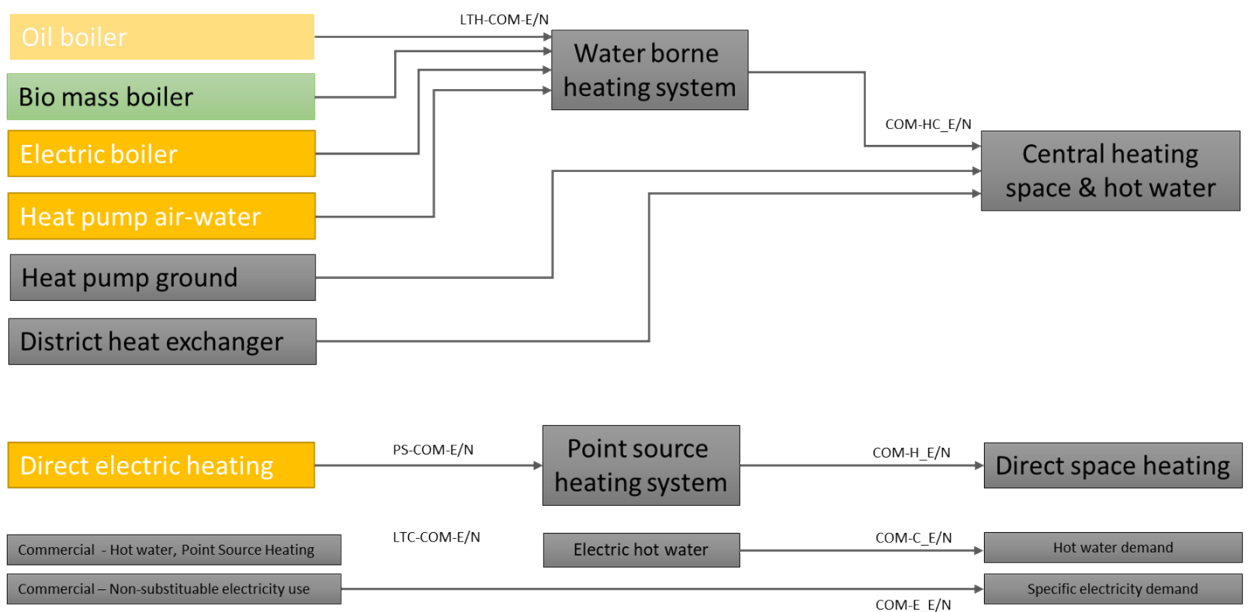 Oil boiler
LTH-COM-E/N
Water borne
heating system
Bio mass boiler
Electric boiler
COM-HC_E/N
Central heating
space & hot water
Heat pump air-water
Heat pump ground
District heat exchanger
Direct electric heating
PS-COM-E/N
Point source
heating system
COM-H_E/N
Direct space heating
Commercial - Hot water, Point Source Heating
LTC-COM-E/N
Electric hot water
COM-C_E/N
Hot water demand
Commercial – Non-substituable electricity use
COM-E_E/N
Specific electricity demand